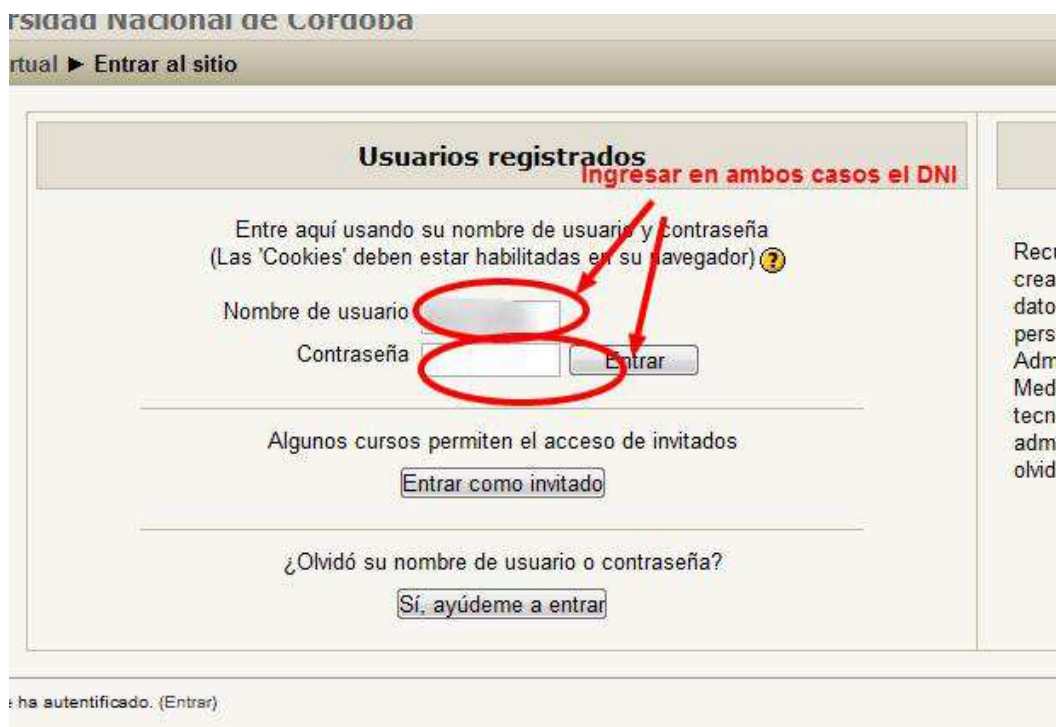 rsidad Nacional de Córdoba
rtual ► Entrar al sitio
Usuarios registrados
Ingresar en ambos casos el DNI
Entre aquí usando su nombre de usuario y contraseña
(Las 'Cookies' deben estar habilitadas en su navegador) ?
Nombre de usuario
Contraseña Entrar
Algunos cursos permiten el acceso de invitados
Entrar como invitado
¿Olvidó su nombre de usuario o contraseña?
Sí, ayúdeme a entrar
Recu
crea
dato
pers
Adm
Med
tecn
adm
olvid
ha autentificado. (Entrar)